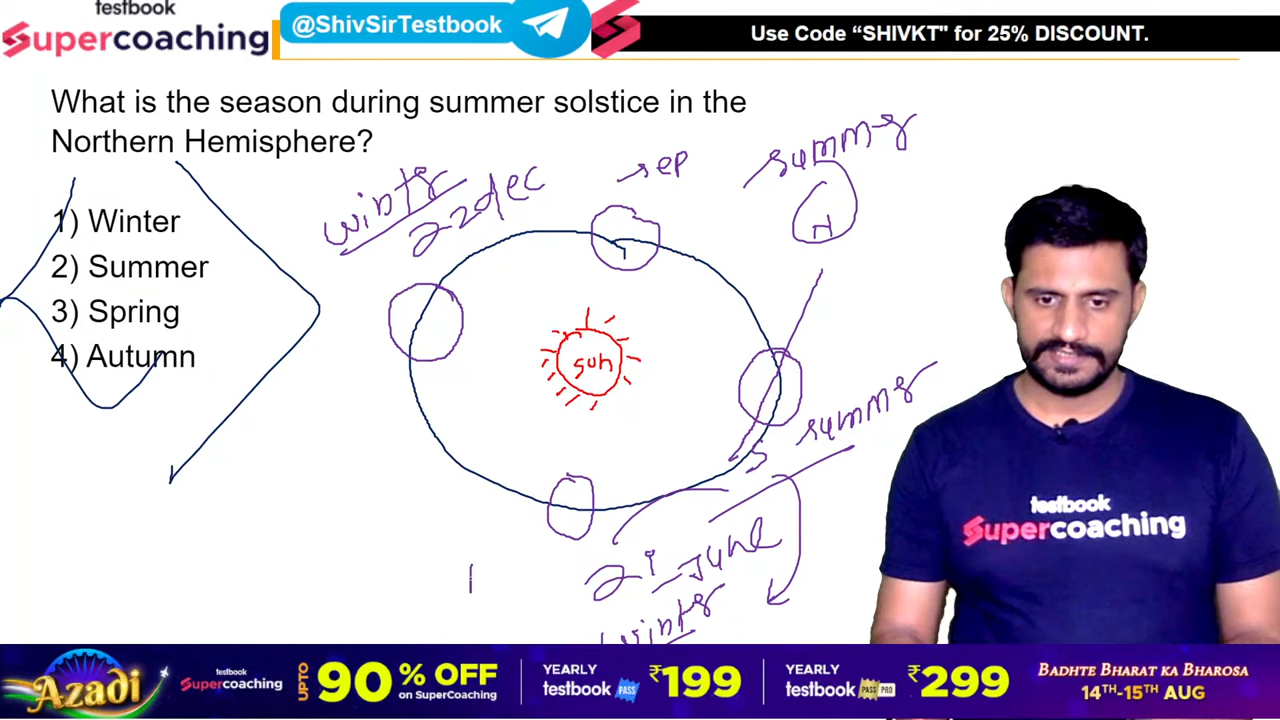 testbook
Supercoaching
@ShivSirTestbook
Use Code “SHIVKT" for 25% DISCOUNT.
What is the season during summer solstice in the
Northern Hemisphere?
1) Winter
2) Summer
3) Spring
4) Autumn
winter
22 dec
sep
summer
N
sun
S
summer
21 June
winter
testbook
Supercoaching
Azadi
testbook
Supercoaching
UPTO
90% OFF
on SuperCoaching
YEARLY
testbook PASS
₹199
YEARLY
testbook PASS PRO
₹299
BADHTE BHARAT KA BHAROSA
14TH-15TH AUG